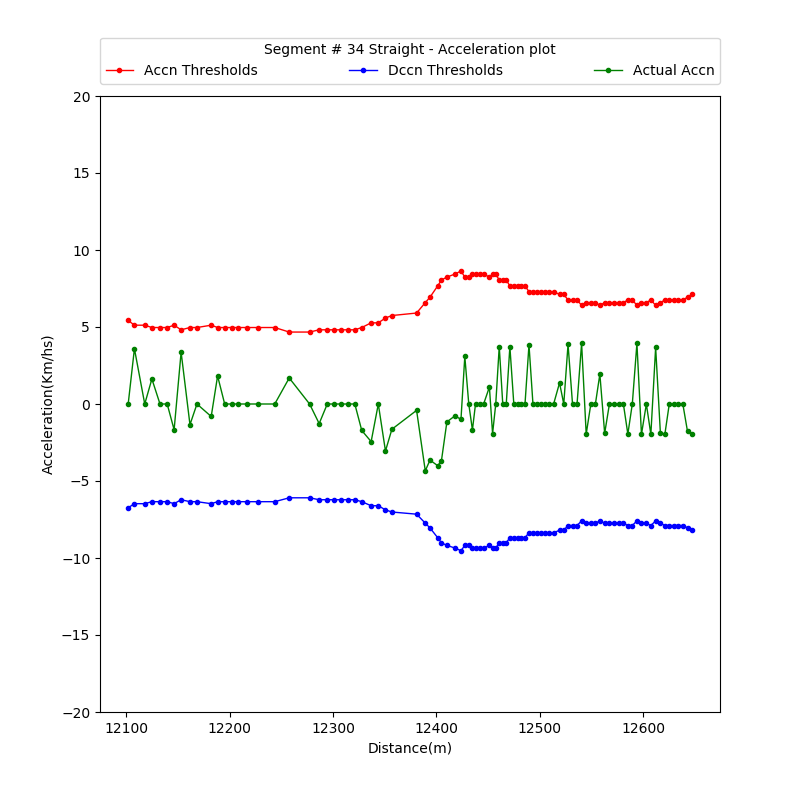 Segment # 34 Straight - Acceleration plot
Accn Thresholds Dccn Thresholds Actual Accn
20
15
10
5
0
−5
−10
−15
−20
Acceleration(Km/hs)
12100 12200 12300 12400 12500 12600
Distance(m)